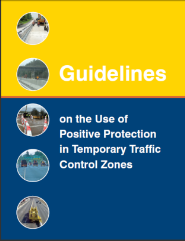 Guidelines
on the Use of
Positive Protection
in Temporary Traffic
Control Zones